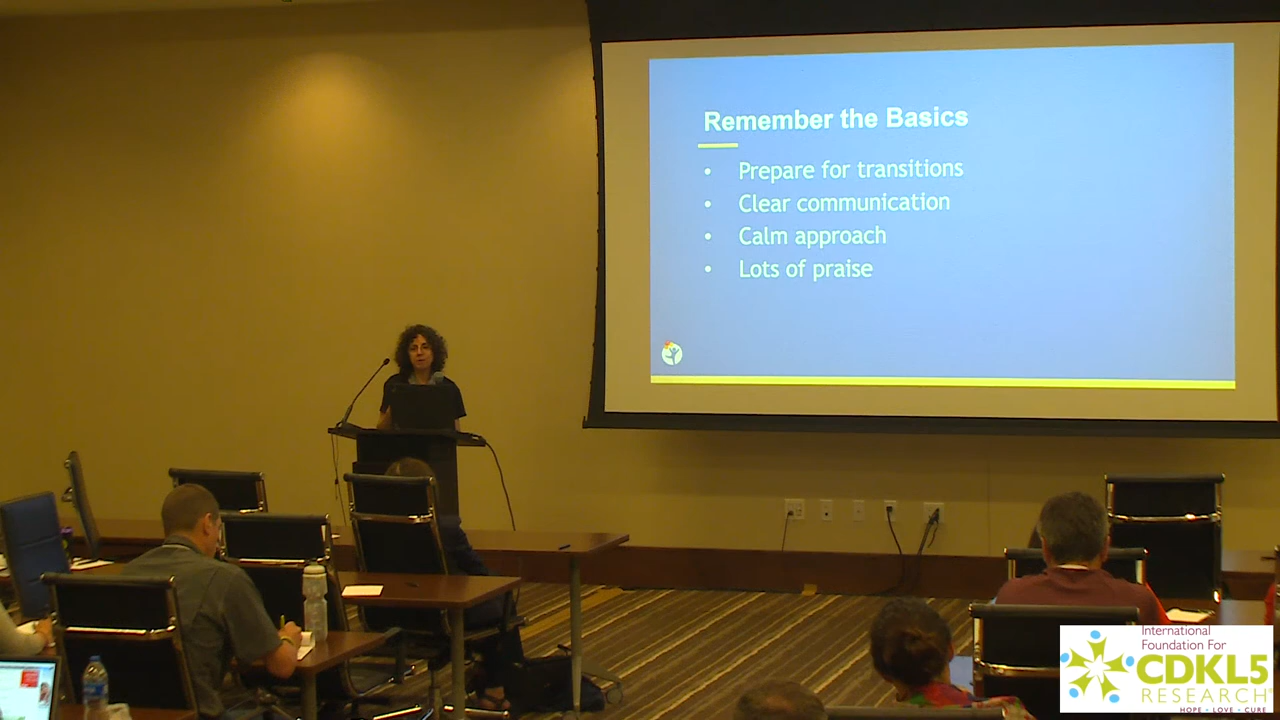 Remember the Basics
• Prepare for transitions
• Clear communication
• Calm approach
• Lots of praise
International
Foundation For
CDKL5
RESEARCH
HOPE • LOVE • CURE